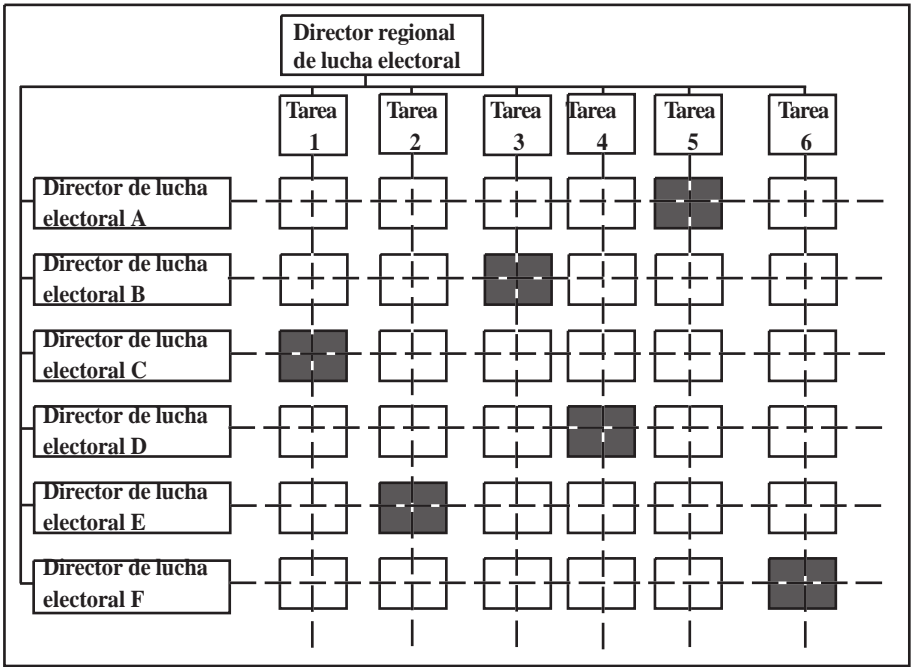 Director regional
de lucha electoral
Tarea
1
Tarea
2
Tarea
3
Tarea
4
Tarea
5
Tarea
6
Director de lucha
electoral A
Director de lucha
electoral B
Director de lucha
electoral C
Director de lucha
electoral D
Director de lucha
electoral E
Director de lucha
electoral F